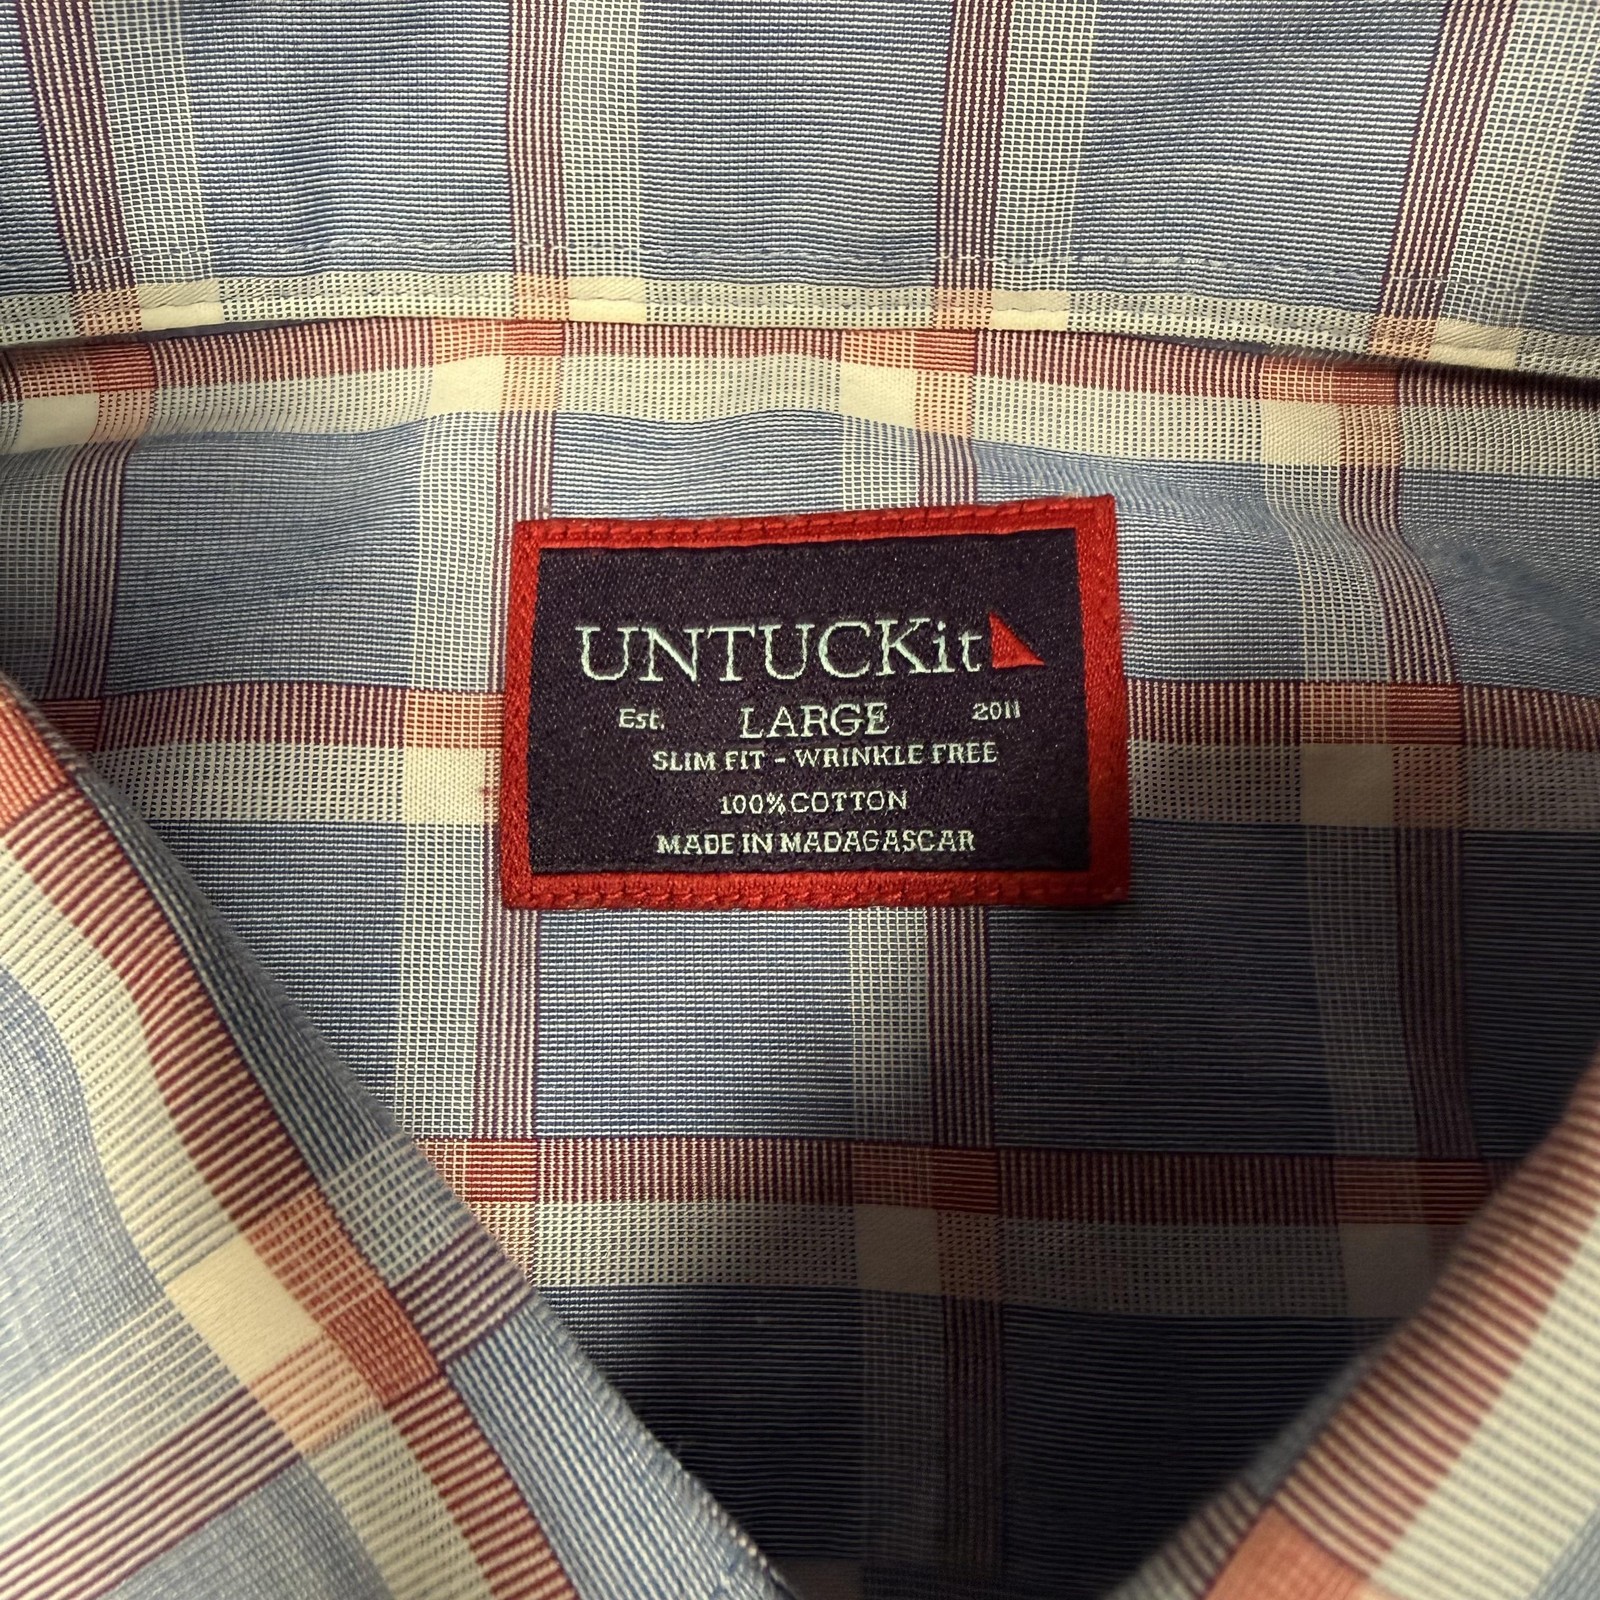 UNTUCKit
Est. LARGE 2011
SLIM FIT - WRINKLE FREE
100% COTTON
MADE IN MADAGASCAR